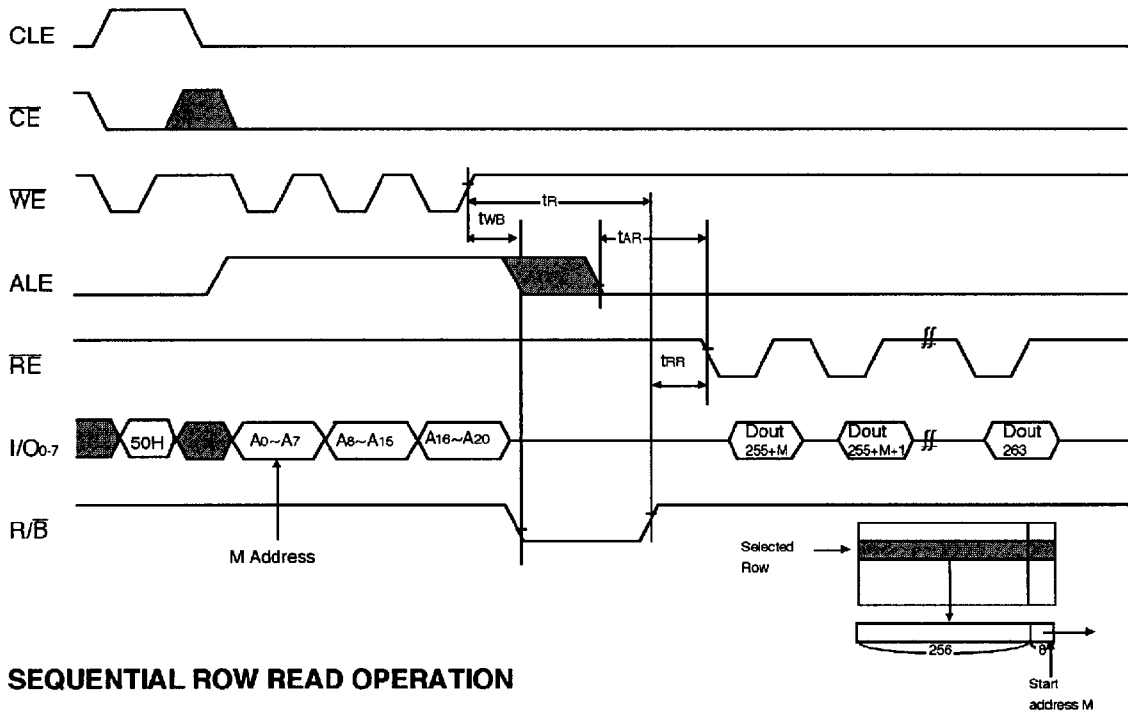 CLE
CE
WE
tR
tWB
tAR
ALE
RE
tRR
I/O0-7
50H
A0~A7
A8~A15
A16~A20
Dout
255+M
Dout
255+M+1
Dout
263
R/B
M Address
Selected
Row
256
8
Start
address M
SEQUENTIAL ROW READ OPERATION